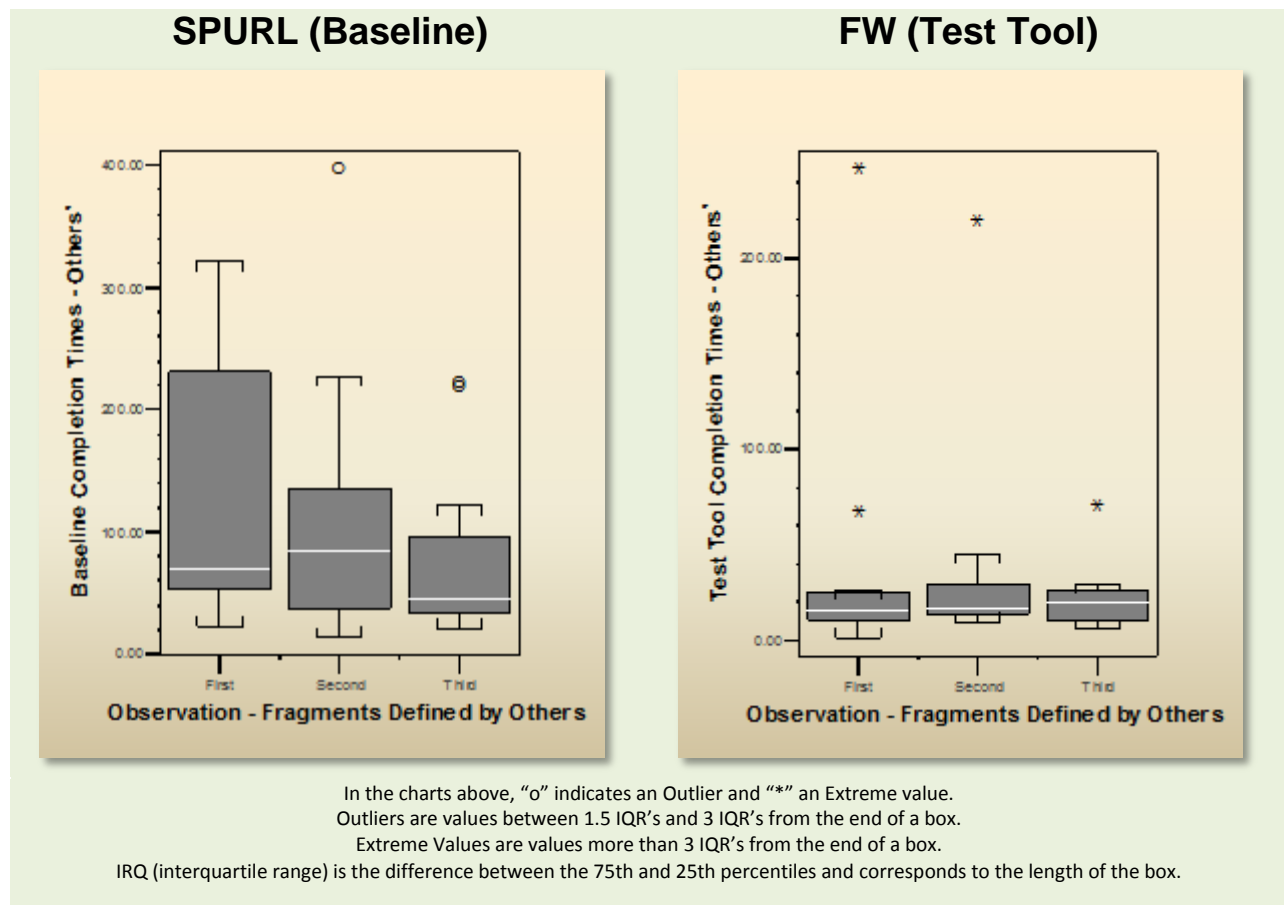 SPURL (Baseline)
FW (Test Tool)
Baseline Completion Times - Others'
400.00
300.00
200.00
100.00
0.00
First Second Third
Observation - Fragments Defined by Others
Test Tool Completion Times - Others'
200.00
100.00
0.00
First Second Third
Observation - Fragments Defined by Others
In the charts above, “o” indicates an Outlier and “*” an Extreme value.
Outliers are values between 1.5 IQR’s and 3 IQR’s from the end of a box.
Extreme Values are values more than 3 IQR’s from the end of a box.
IRQ (interquartile range) is the difference between the 75th and 25th percentiles and corresponds to the length of the box.